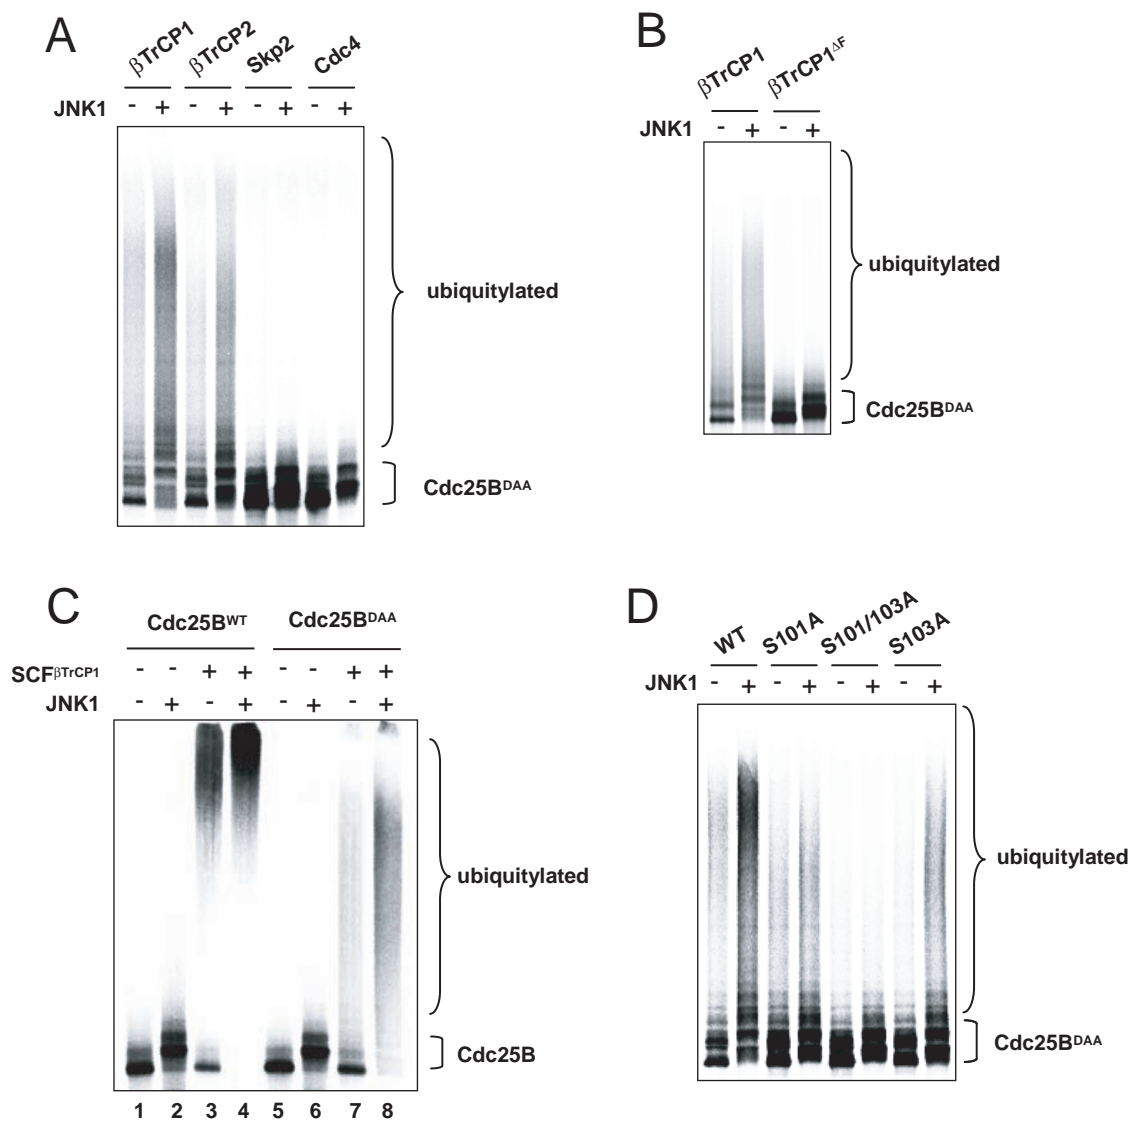 A
βTrCP1 βTrCP2 Skp2 Cdc4
JNK1 - + - + - + - +
ubiquitylated
Cdc25BDAA
B
βTrCP1 βTrCP1ΔF
JNK1 - + - +
ubiquitylated
Cdc25BDAA
C
Cdc25BWT Cdc25BDAA
SCFβTrCP1 - - + + - - + +
JNK1 - + - + - + - +
ubiquitylated
Cdc25B
1 2 3 4 5 6 7 8
D
WT S101A S101/103A S103A
JNK1 - + - + - + - +
ubiquitylated
Cdc25BDAA